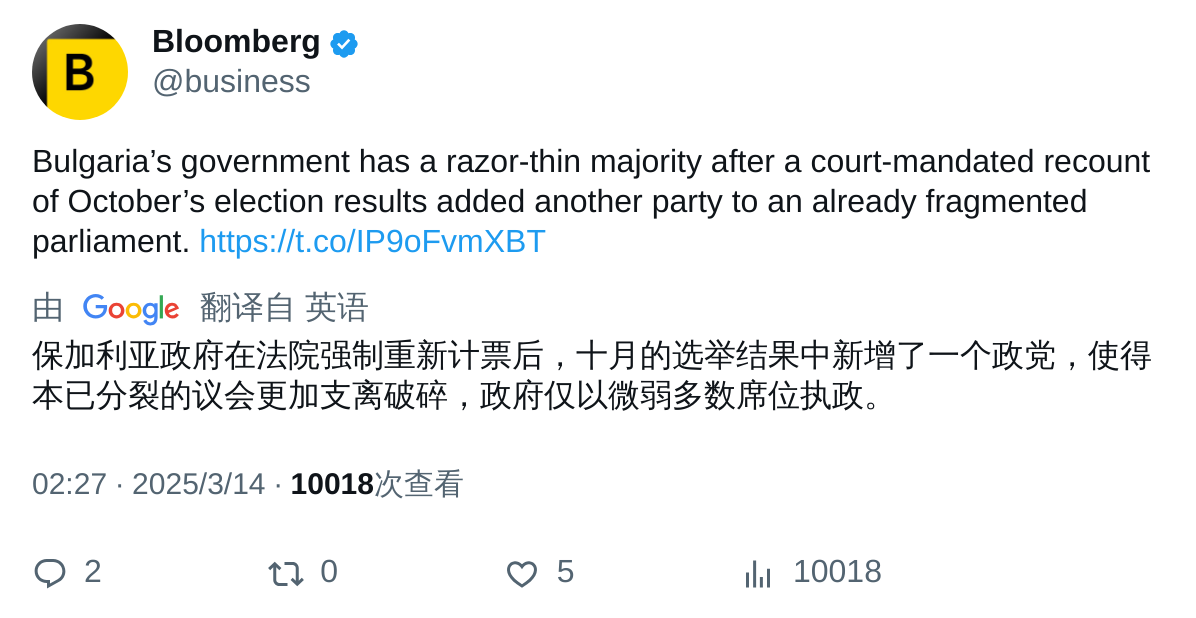 B
Bloomberg
@business
Bulgaria’s government has a razor-thin majority after a court-mandated recount
of October’s election results added another party to an already fragmented
parliament. https://t.co/IP9oFvmXBT
由 Google 翻译自 英语
保加利亚政府在法院强制重新计票后，十月的选举结果中新增了一个政党，使得
本已分裂的议会更加支离破碎，政府仅以微弱多数席位执政。
02:27 · 2025/3/14 · 10018次查看
2 0 5 10018